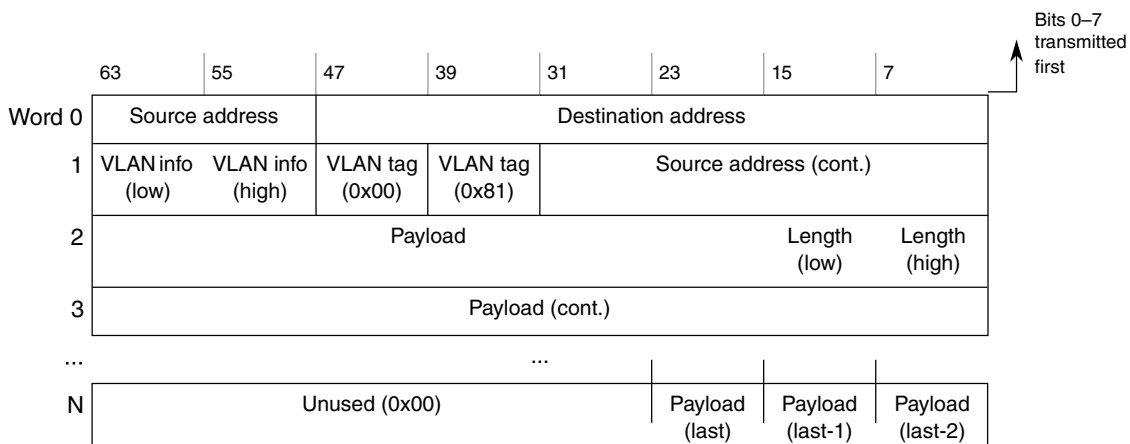 Bits 0–7
transmitted
first
63 55 47 39 31 23 15 7
Word 0 Source address Destination address
1 VLAN info VLAN info VLAN tag VLAN tag Source address (cont.)
(low) (high) (0x00) (0x81)
2 Payload Length Length
(low) (high)
3 Payload (cont.)
... ...
N Unused (0x00) Payload Payload Payload
(last) (last-1) (last-2)